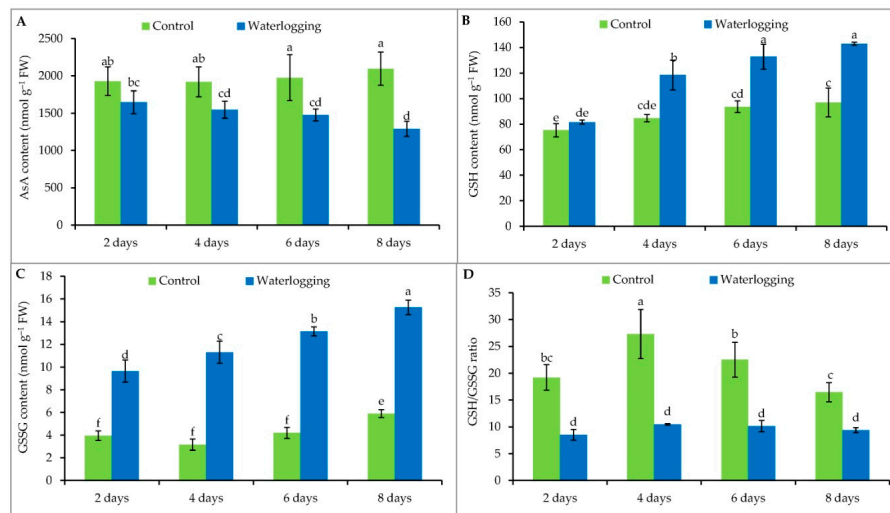 A
Control Waterlogging
AsA content (nmol g⁻¹ FW)
2500
2000
1500
1000
500
0
ab bc ab cd a cd a d
2 days 4 days 6 days 8 days
B
Control Waterlogging
GSH content (nmol g⁻¹ FW)
160
140
120
100
80
60
40
20
0
e de cde b cd a c a
2 days 4 days 6 days 8 days
C
Control Waterlogging
GSSG content (nmol g⁻¹ FW)
18
16
14
12
10
8
6
4
2
0
f d f c f b e a
2 days 4 days 6 days 8 days
D
Control Waterlogging
GSH/GSSG ratio
35
30
25
20
15
10
5
0
bc d a d b d c d
2 days 4 days 6 days 8 days